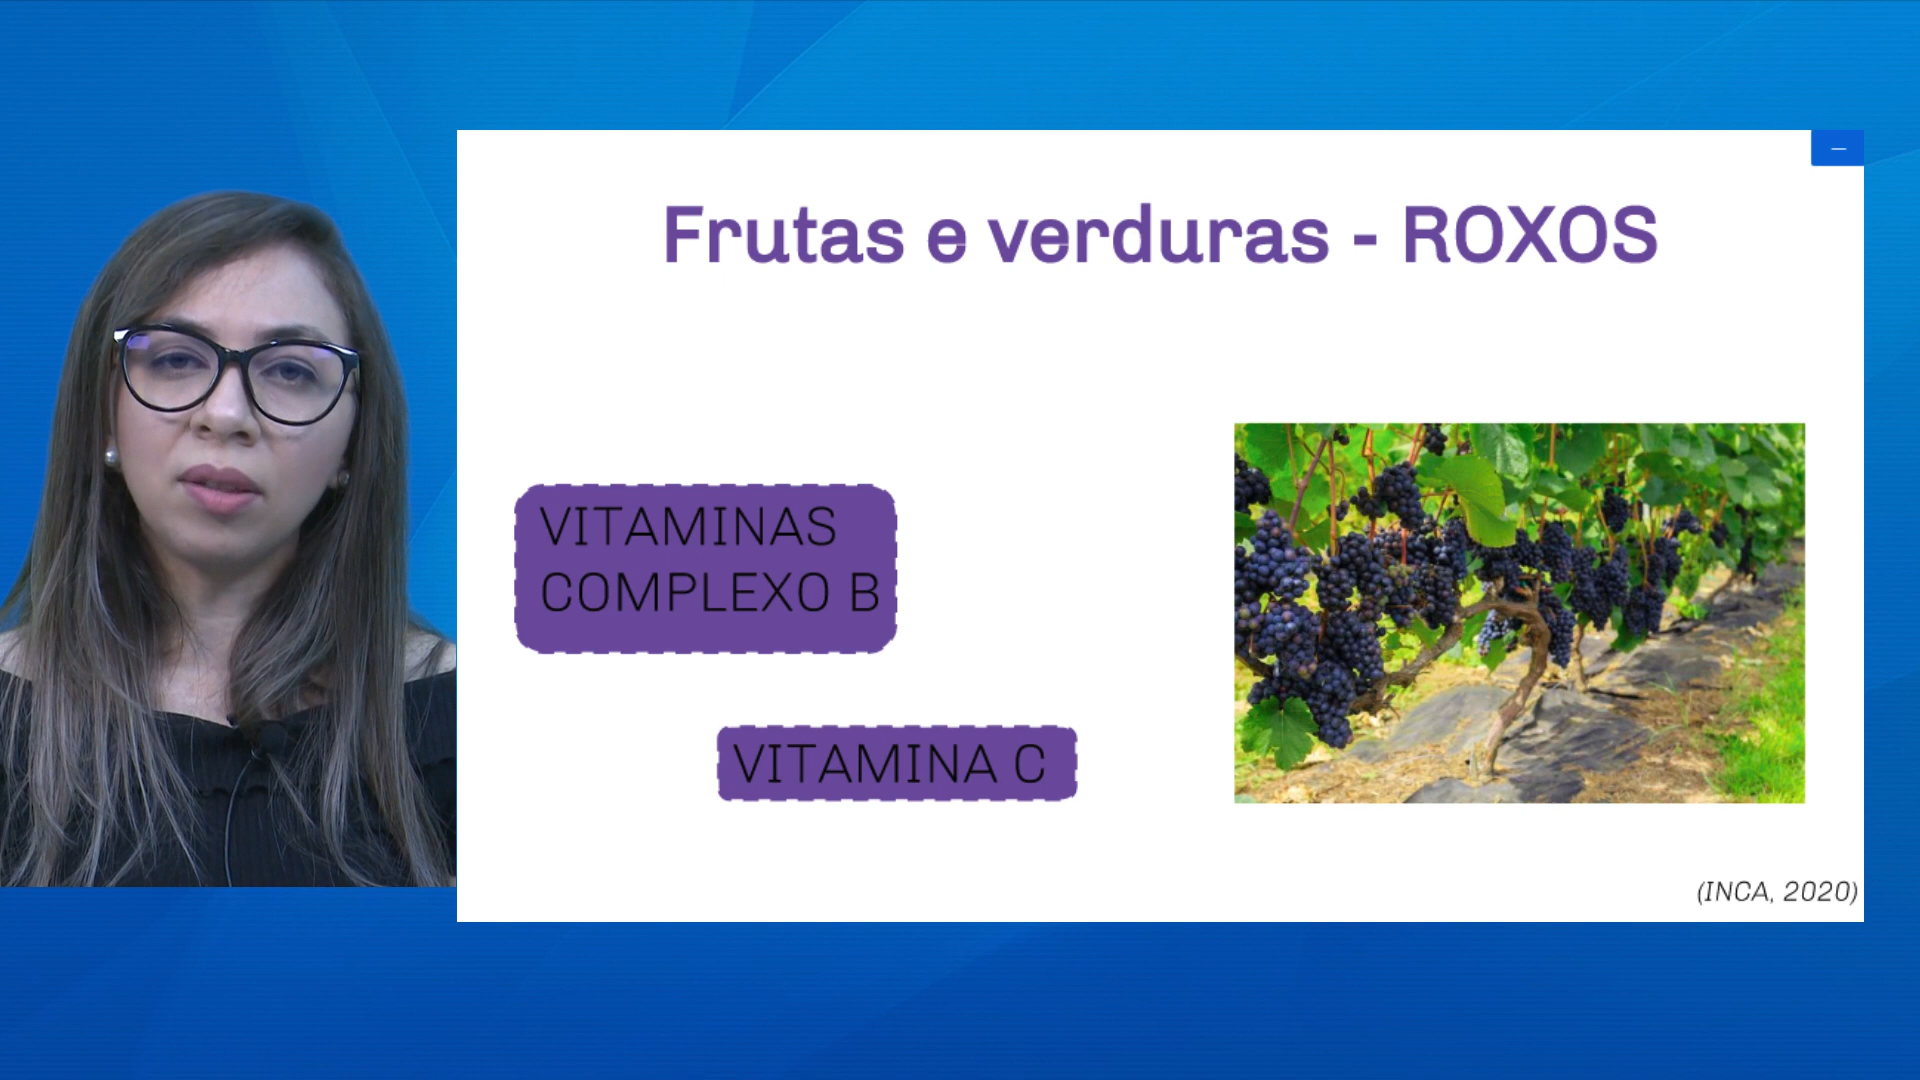 Frutas e verduras - ROXOS
VITAMINAS
COMPLEXO B
VITAMINA C
(INCA, 2020)